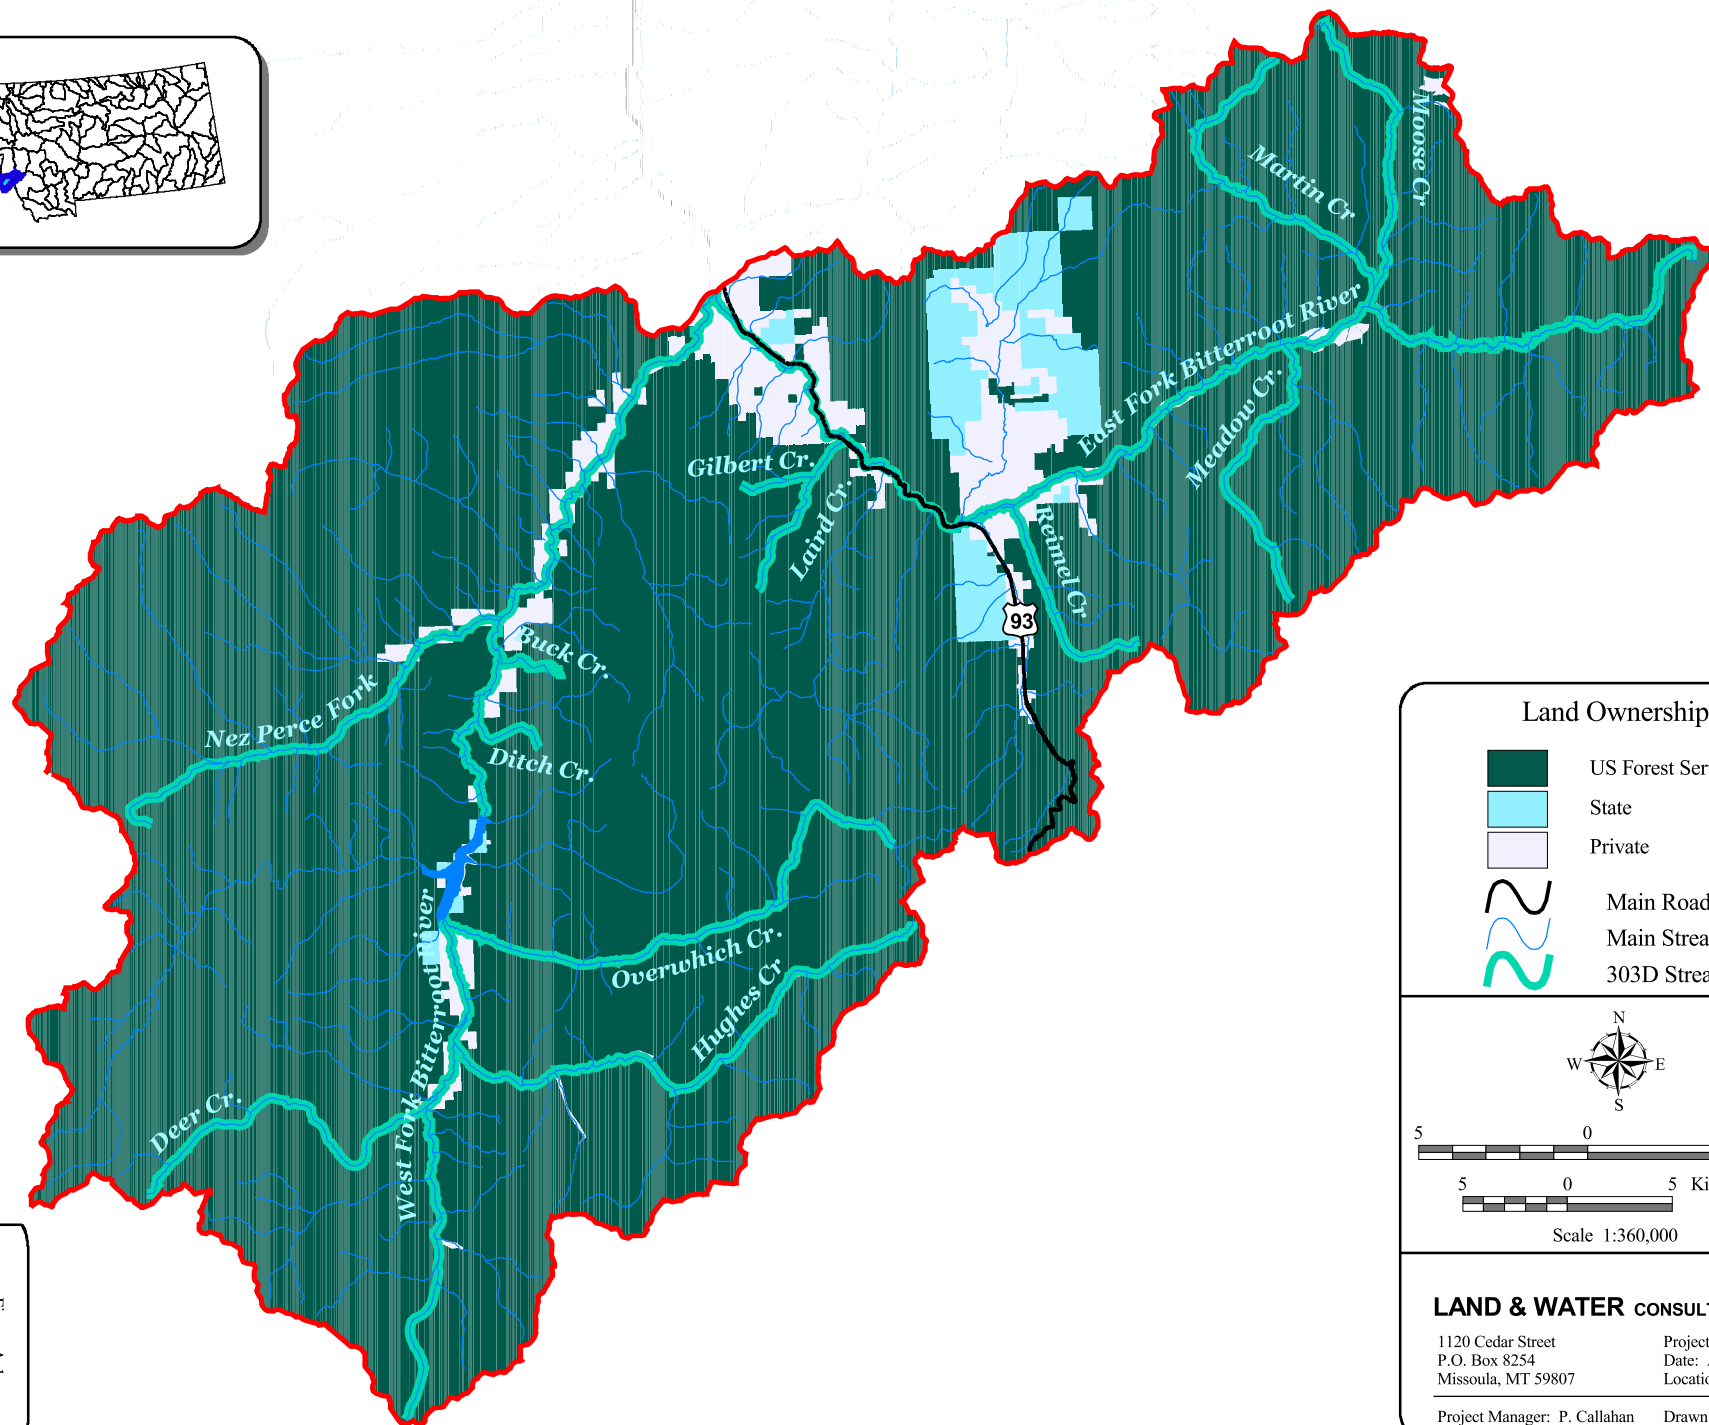 Moose Cr
Martin Cr
East Fork Bitterroot River
Meadow Cr.
Gilbert Cr.
Laird Cr.
Reimel Cr.
93
Buck Cr.
Nez Perce Fork
Ditch Cr.
Overwhich Cr.
Hughes Cr
West Fork Bitterroot River
Deer Cr.
Land Ownership
US Forest Ser
State
Private
Main Road
Main Strea
303D Strea
N
W E
S
5 0
5 0 5 Ki
Scale 1:360,000
LAND & WATER CONSUL
1120 Cedar Street
P.O. Box 8254
Missoula, MT 59807
Project
Date:
Locatio
Project Manager: P. Callahan
Drawn